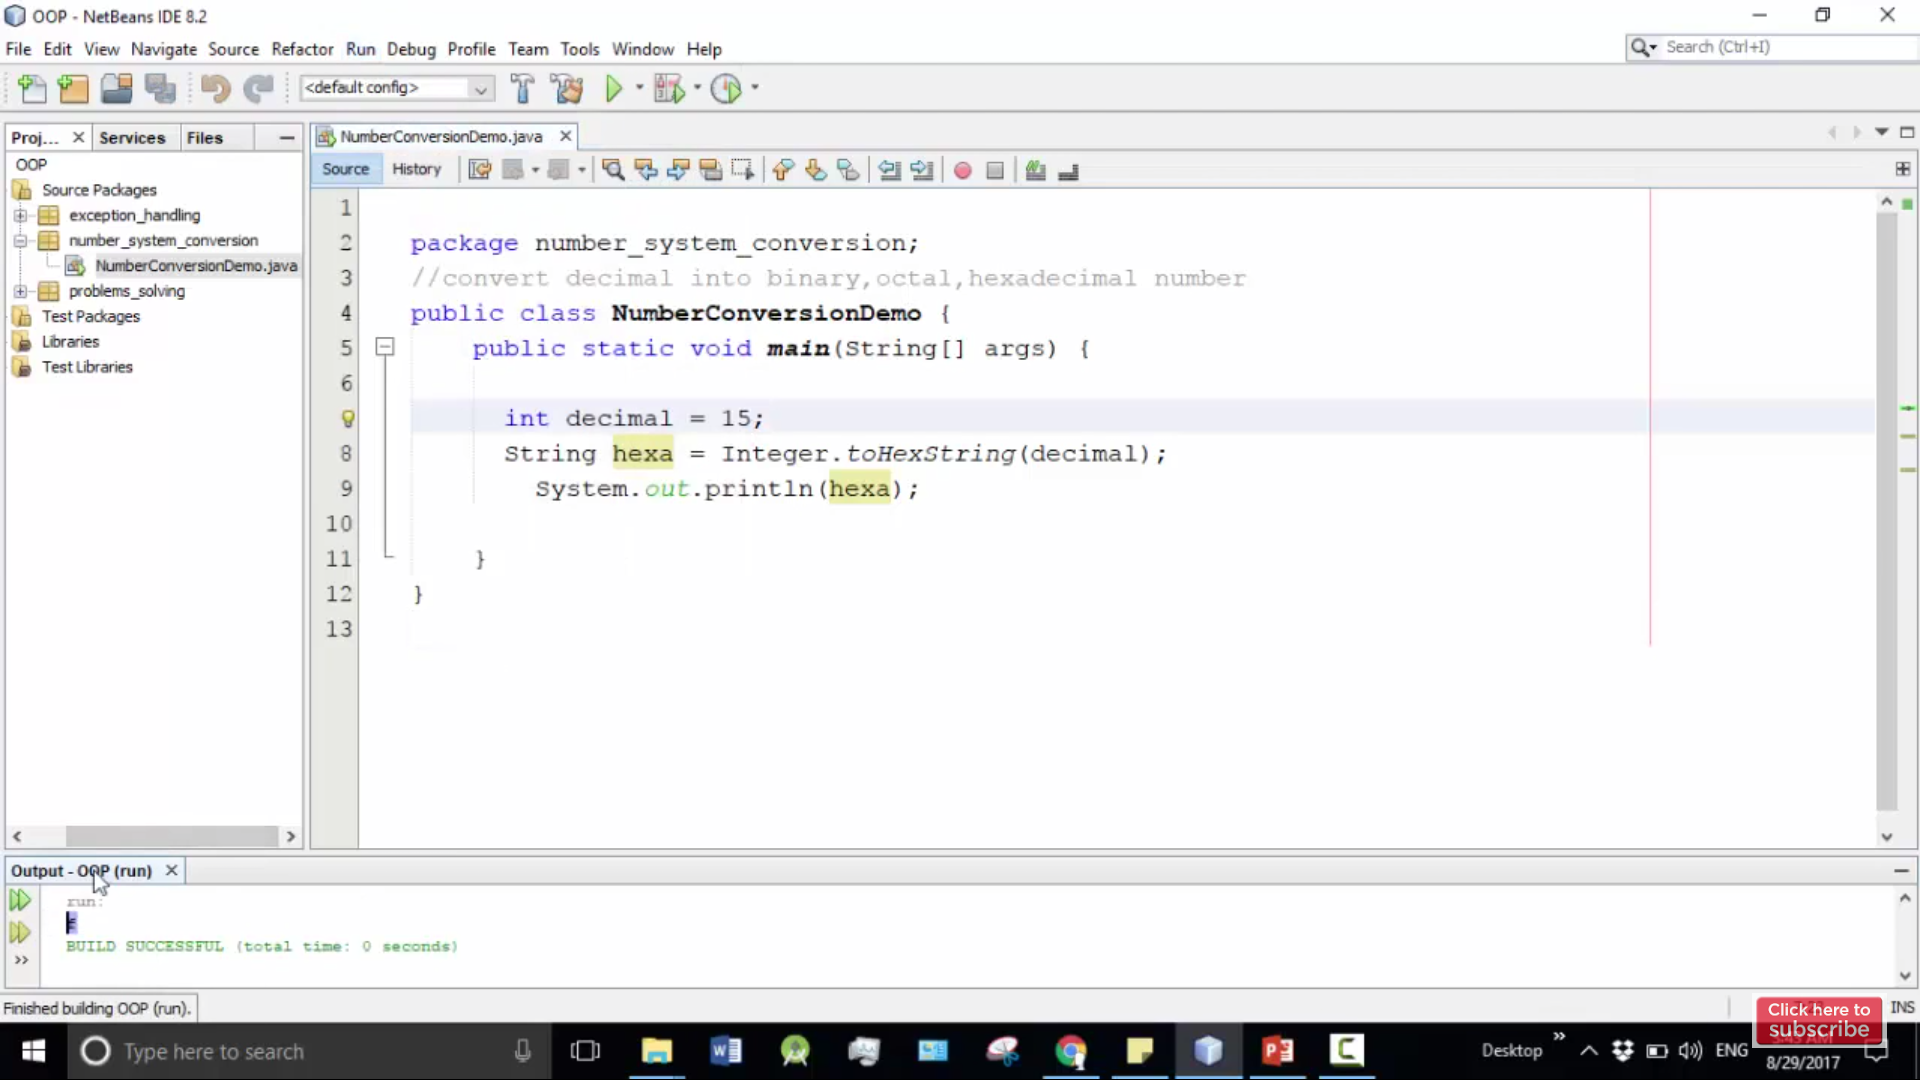 OOP - NetBeans IDE 8.2
File Edit View Navigate Source Refactor Run Debug Profile Team Tools Window Help
Search (Ctrl+I)
<default config>
Proj... Services Files
NumberConversionDemo.java
OOP
Source Packages
exception_handling
number_system_conversion
NumberConversionDemo.java
problems_solving
Test Packages
Libraries
Test Libraries
Source History
1
2 package number_system_conversion;
3 //convert decimal into binary,octal,hexadecimal number
4 public class NumberConversionDemo {
5 public static void main(String[] args) {
6
int decimal = 15;
8 String hexa = Integer.toHexString(decimal);
9 System.out.println(hexa);
10
11 }
12 }
13
Output - OOP (run)
run:
f
BUILD SUCCESSFUL (total time: 0 seconds)
Finished building OOP (run).
INS
Click here to
subscribe
Type here to search
Desktop
ENG
8/29/2017